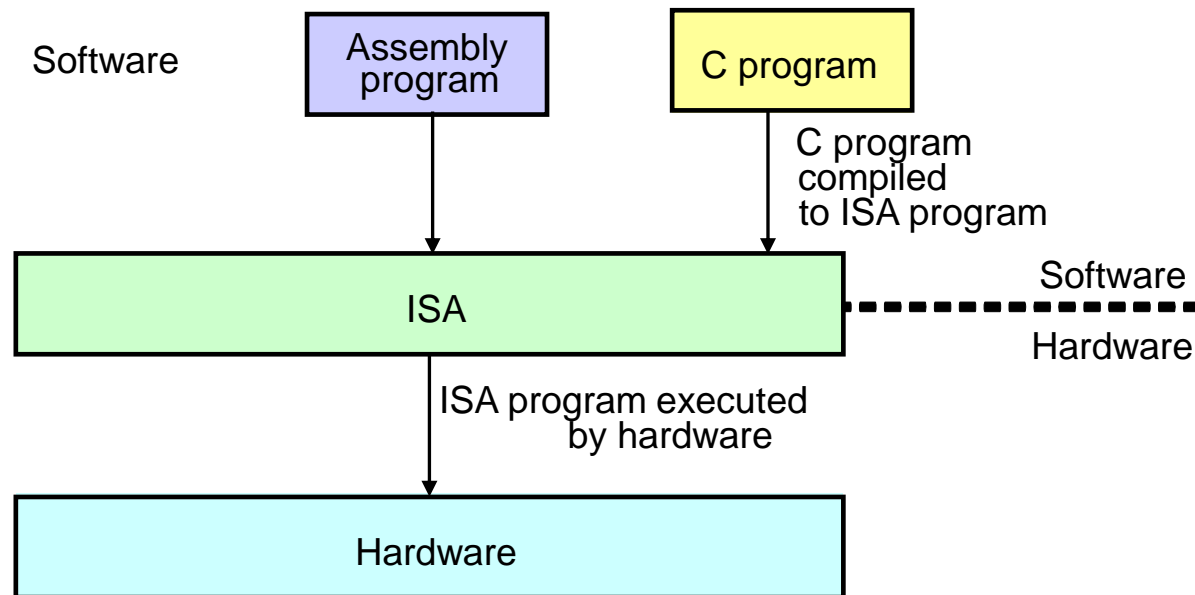 Software
Assembly
program
C program
C program
compiled
to ISA program
ISA
Software
Hardware
ISA program executed
by hardware
Hardware